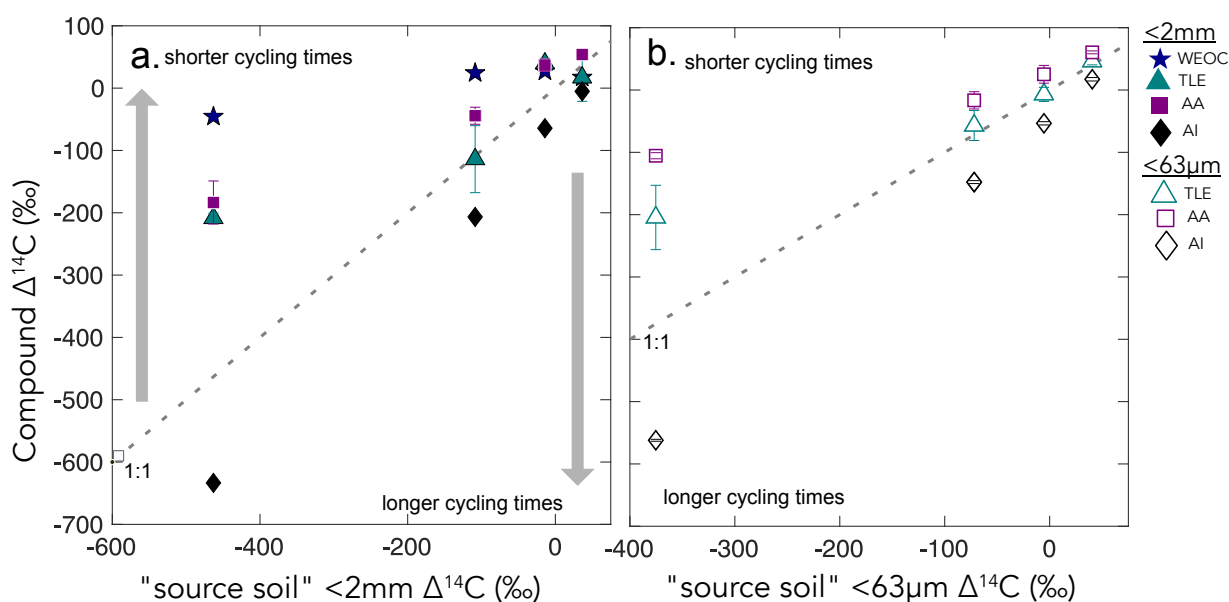 a. shorter cycling times
100
0
-100
-200
-300
-400
-500
-600
-700
Compound Δ¹⁴C (‰)
1:1
longer cycling times
-600
-400
-200
0
"source soil" <2mm Δ¹⁴C (‰)
b. shorter cycling times
1:1
longer cycling times
-400
-300
-200
-100
0
"source soil" <63μm Δ¹⁴C (‰)
<2mm
WEOC
TLE
AA
AI
<63μm
TLE
AA
AI